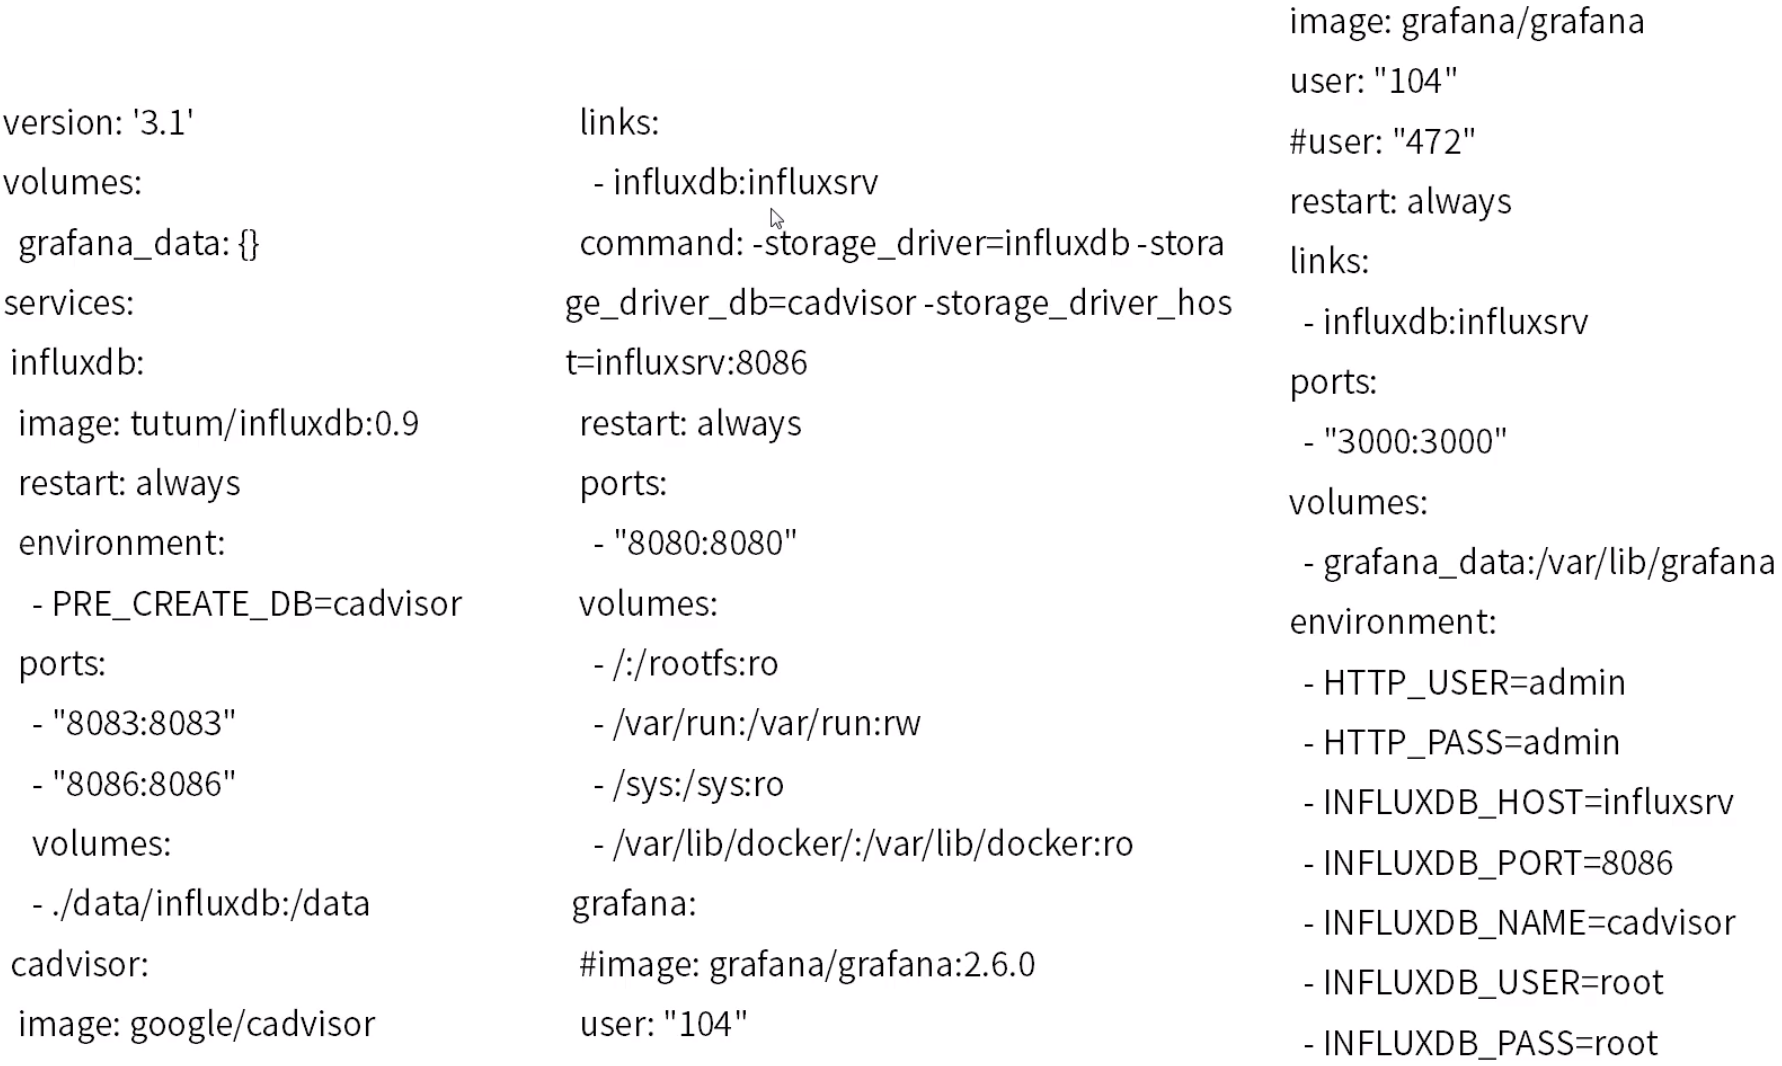 version: '3.1'
volumes:
  grafana_data: {}
services:
 influxdb:
  image: tutum/influxdb:0.9
  restart: always
  environment:
    - PRE_CREATE_DB=cadvisor
  ports:
    - "8083:8083"
    - "8086:8086"
    volumes:
    - ./data/influxdb:/data
 cadvisor:
  image: google/cadvisor
  links:
    - influxdb:influxsrv
  command: -storage_driver=influxdb -stora
ge_driver_db=cadvisor -storage_driver_hos
t=influxsrv:8086
  restart: always
  ports:
    - "8080:8080"
  volumes:
    - /:/rootfs:ro
    - /var/run:/var/run:rw
    - /sys:/sys:ro
    - /var/lib/docker/:/var/lib/docker:ro
 grafana:
  #image: grafana/grafana:2.6.0
  user: "104"
  image: grafana/grafana
  user: "104"
  #user: "472"
  restart: always
  links:
    - influxdb:influxsrv
  ports:
    - "3000:3000"
  volumes:
    - grafana_data:/var/lib/grafana
  environment:
    - HTTP_USER=admin
    - HTTP_PASS=admin
    - INFLUXDB_HOST=influxsrv
    - INFLUXDB_PORT=8086
    - INFLUXDB_NAME=cadvisor
    - INFLUXDB_USER=root
    - INFLUXDB_PASS=root